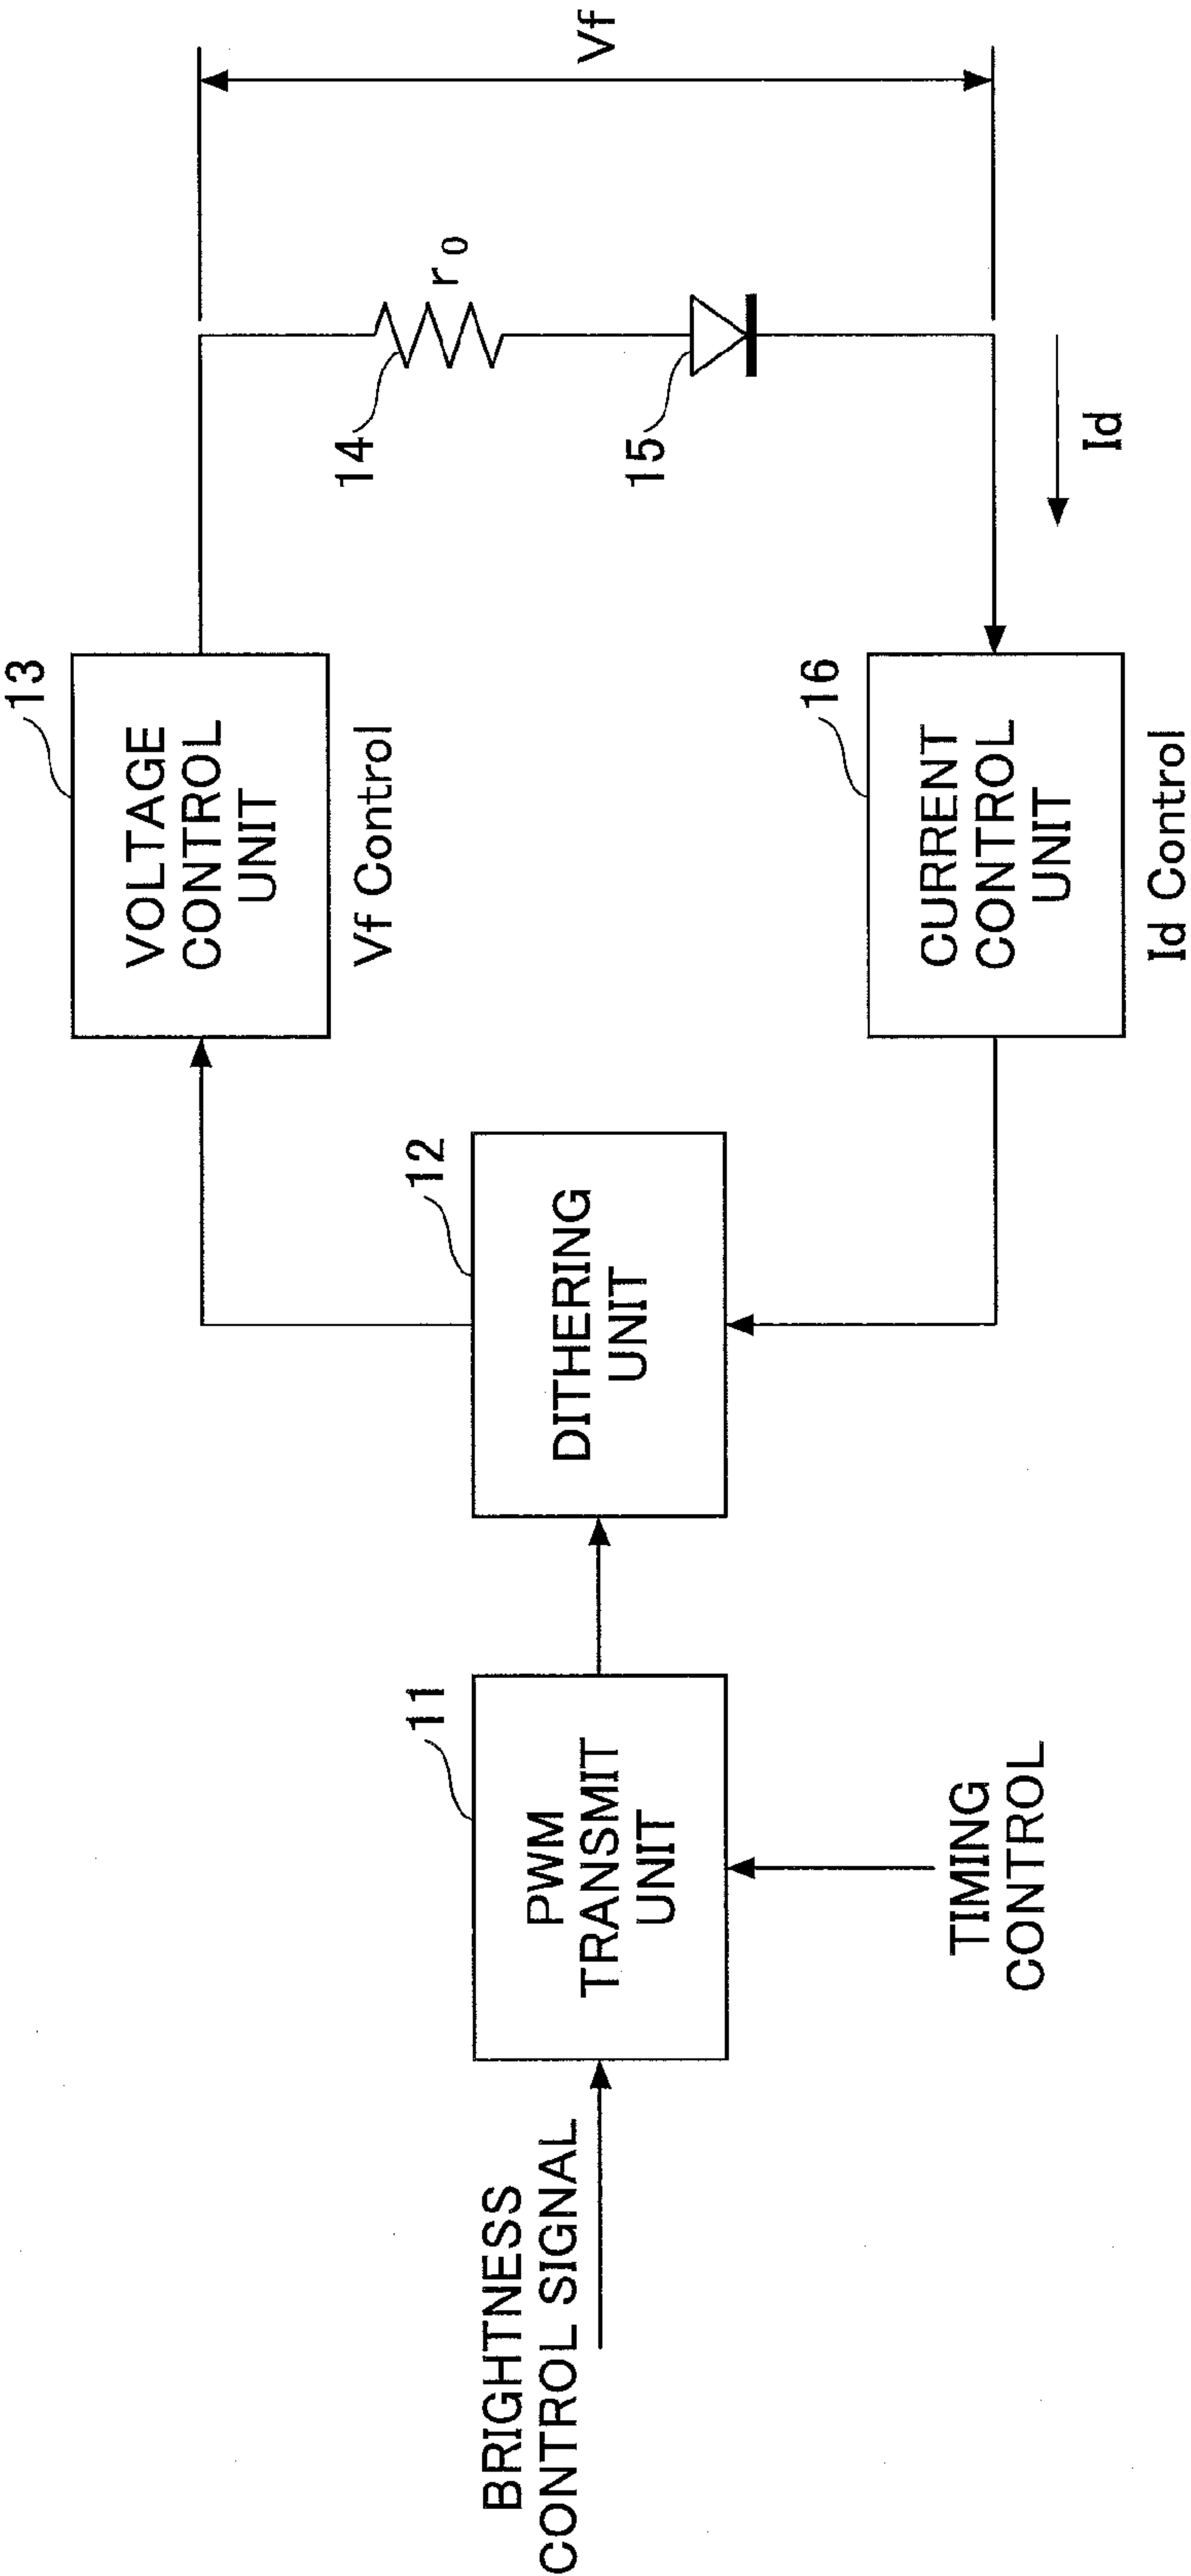 BRIGHTNESS
CONTROL SIGNAL
11
PWM
TRANSMIT
UNIT
TIMING
CONTROL
12
DITHERING
UNIT
13
VOLTAGE
CONTROL
UNIT
Vf Control
14
r0
15
Vf
Id
16
CURRENT
CONTROL
UNIT
Id Control